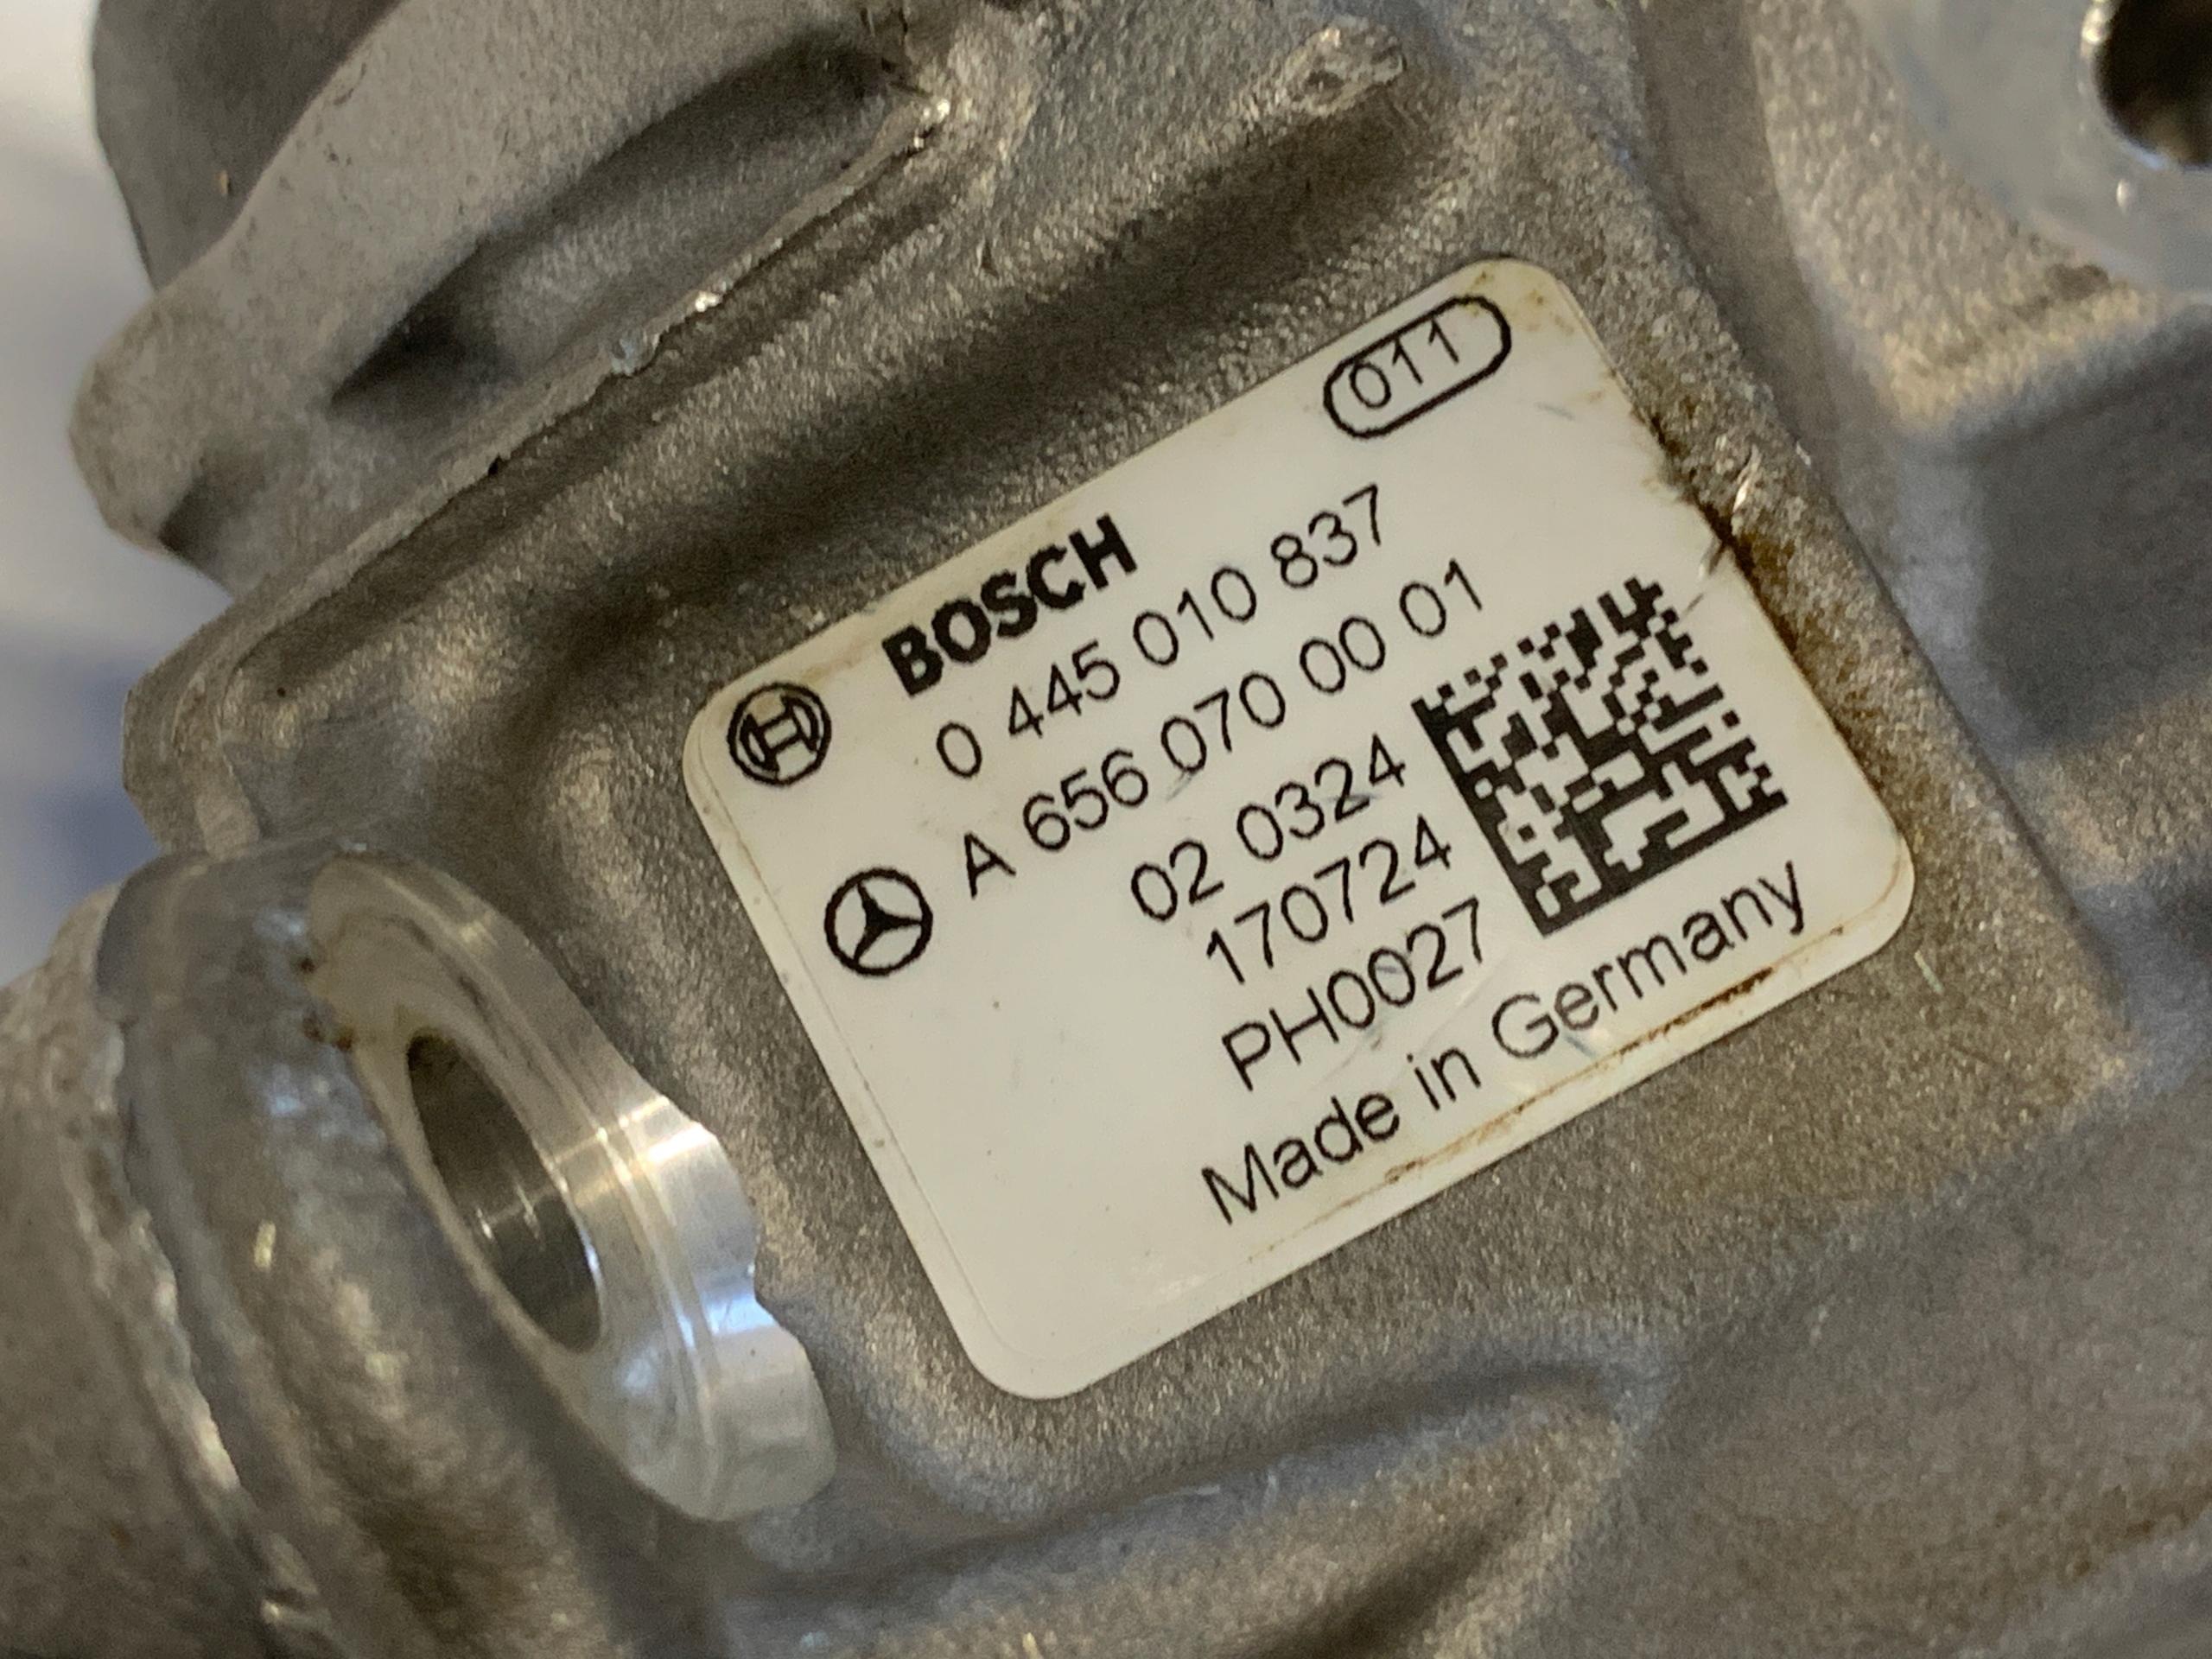 011
BOSCH
0 445 010 837
A 656 070 00 01
02 0324
170724
PH0027
Made in Germany